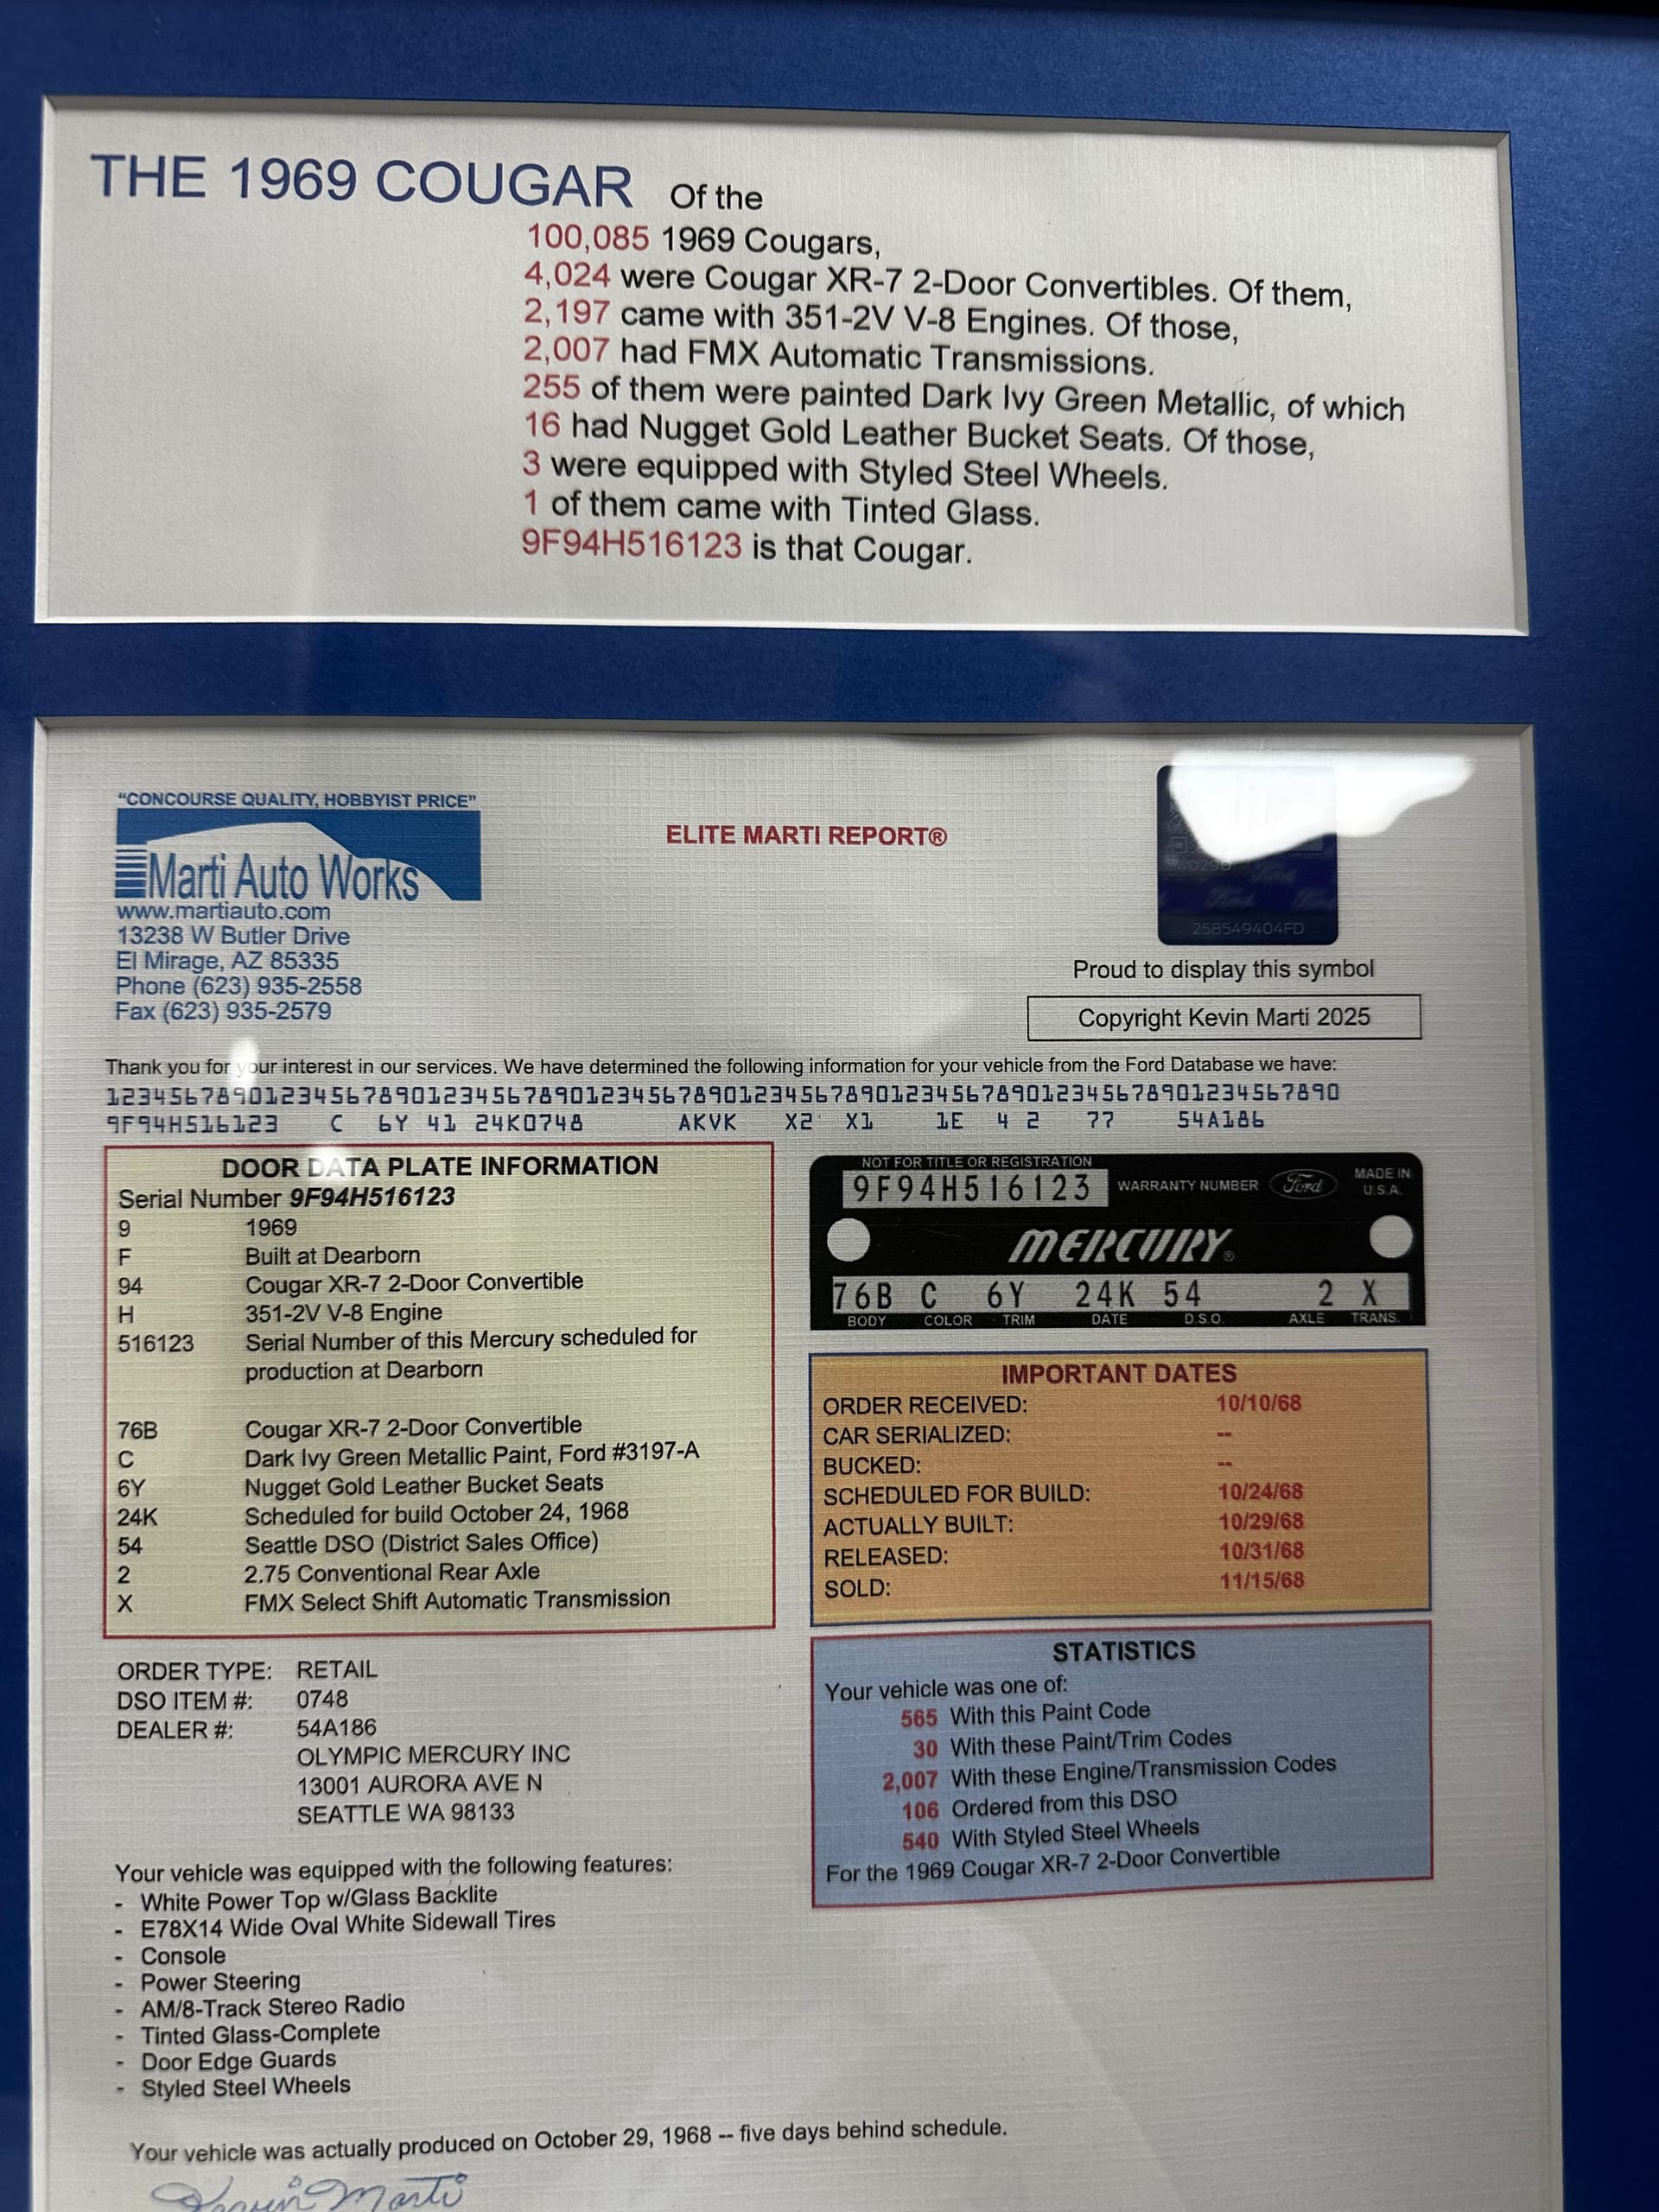 THE 1969 COUGAR Of the
100,085 1969 Cougars,
4,024 were Cougar XR-7 2-Door Convertibles. Of them,
2,197 came with 351-2V V-8 Engines. Of those,
2,007 had FMX Automatic Transmissions.
255 of them were painted Dark Ivy Green Metallic, of which
16 had Nugget Gold Leather Bucket Seats. Of those,
3 were equipped with Styled Steel Wheels.
1 of them came with Tinted Glass.
9F94H516123 is that Cougar.
"CONCOURSE QUALITY, HOBBYIST PRICE"
Marti Auto Works
www.martiauto.com
13238 W Butler Drive
El Mirage, AZ 85335
Phone (623) 935-2558
Fax (623) 935-2579
ELITE MARTI REPORT®
Ford
258549404FD
Proud to display this symbol
Copyright Kevin Marti 2025
Thank you for your interest in our services. We have determined the following information for your vehicle from the Ford Database we have:
12345678901234567890123456789012345678901234567890123456789012345678901234567890
9F94H516123 C 6Y 41 24K0748 AKVK X2 X1 1E 4 2 77 54A186
DOOR DATA PLATE INFORMATION
Serial Number 9F94H516123
9 1969
F Built at Dearborn
94 Cougar XR-7 2-Door Convertible
H 351-2V V-8 Engine
516123 Serial Number of this Mercury scheduled for
production at Dearborn
76B Cougar XR-7 2-Door Convertible
C Dark Ivy Green Metallic Paint, Ford #3197-A
6Y Nugget Gold Leather Bucket Seats
24K Scheduled for build October 24, 1968
54 Seattle DSO (District Sales Office)
2 2.75 Conventional Rear Axle
X FMX Select Shift Automatic Transmission
NOT FOR TITLE OR REGISTRATION
9F94H516123 WARRANTY NUMBER Ford MADE IN
U.S.A.
MERCURY®
76B C 6Y 24K 54 2 X
BODY COLOR TRIM DATE D.S.O. AXLE TRANS.
IMPORTANT DATES
ORDER RECEIVED: 10/10/68
CAR SERIALIZED: --
BUCKED: --
SCHEDULED FOR BUILD: 10/24/68
ACTUALLY BUILT: 10/29/68
RELEASED: 10/31/68
SOLD: 11/15/68
ORDER TYPE: RETAIL
DSO ITEM #: 0748
DEALER #: 54A186
OLYMPIC MERCURY INC
13001 AURORA AVE N
SEATTLE WA 98133
STATISTICS
Your vehicle was one of:
565 With this Paint Code
30 With these Paint/Trim Codes
2,007 With these Engine/Transmission Codes
106 Ordered from this DSO
540 With Styled Steel Wheels
For the 1969 Cougar XR-7 2-Door Convertible
Your vehicle was equipped with the following features:
- White Power Top w/Glass Backlite
- E78X14 Wide Oval White Sidewall Tires
- Console
- Power Steering
- AM/8-Track Stereo Radio
- Tinted Glass-Complete
- Door Edge Guards
- Styled Steel Wheels
Your vehicle was actually produced on October 29, 1968 -- five days behind schedule.
Kevin Marti